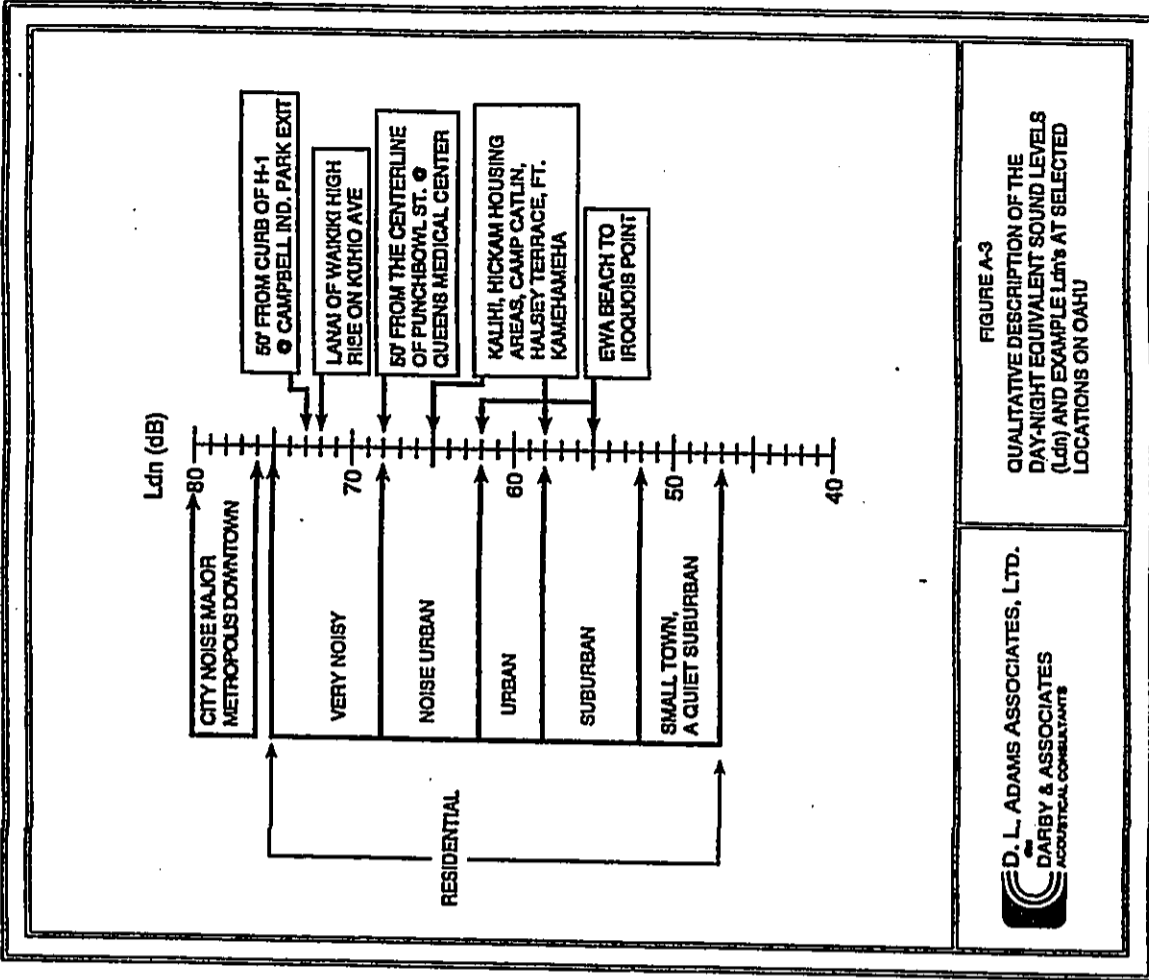 Ldn (dB)
80
70
60
50
40
CITY NOISE MAJOR
METROPOLIS DOWNTOWN
VERY NOISY
NOISE URBAN
URBAN
SUBURBAN
SMALL TOWN,
A QUIET SUBURBAN
RESIDENTIAL
50' FROM CURB OF H-1
@ CAMPBELL IND. PARK EXIT
LANAI OF WAIKIKI HIGH
RISE ON KUHIO AVE
50' FROM THE CENTERLINE
OF PUNCHBOWL ST. @
QUEENS MEDICAL CENTER
KALIHI, HICKAM HOUSING
AREAS, CAMP CATLIN,
HALSEY TERRACE, FT.
KAMEHAMEHA
EWA BEACH TO
IROQUOIS POINT
D. L. ADAMS ASSOCIATES, LTD.
dba
DARBY & ASSOCIATES
ACOUSTICAL CONSULTANTS
FIGURE A-3
QUALITATIVE DESCRIPTION OF THE
DAY-NIGHT EQUIVALENT SOUND LEVELS
(Ldn) AND EXAMPLE Ldn's AT SELECTED
LOCATIONS ON OAHU